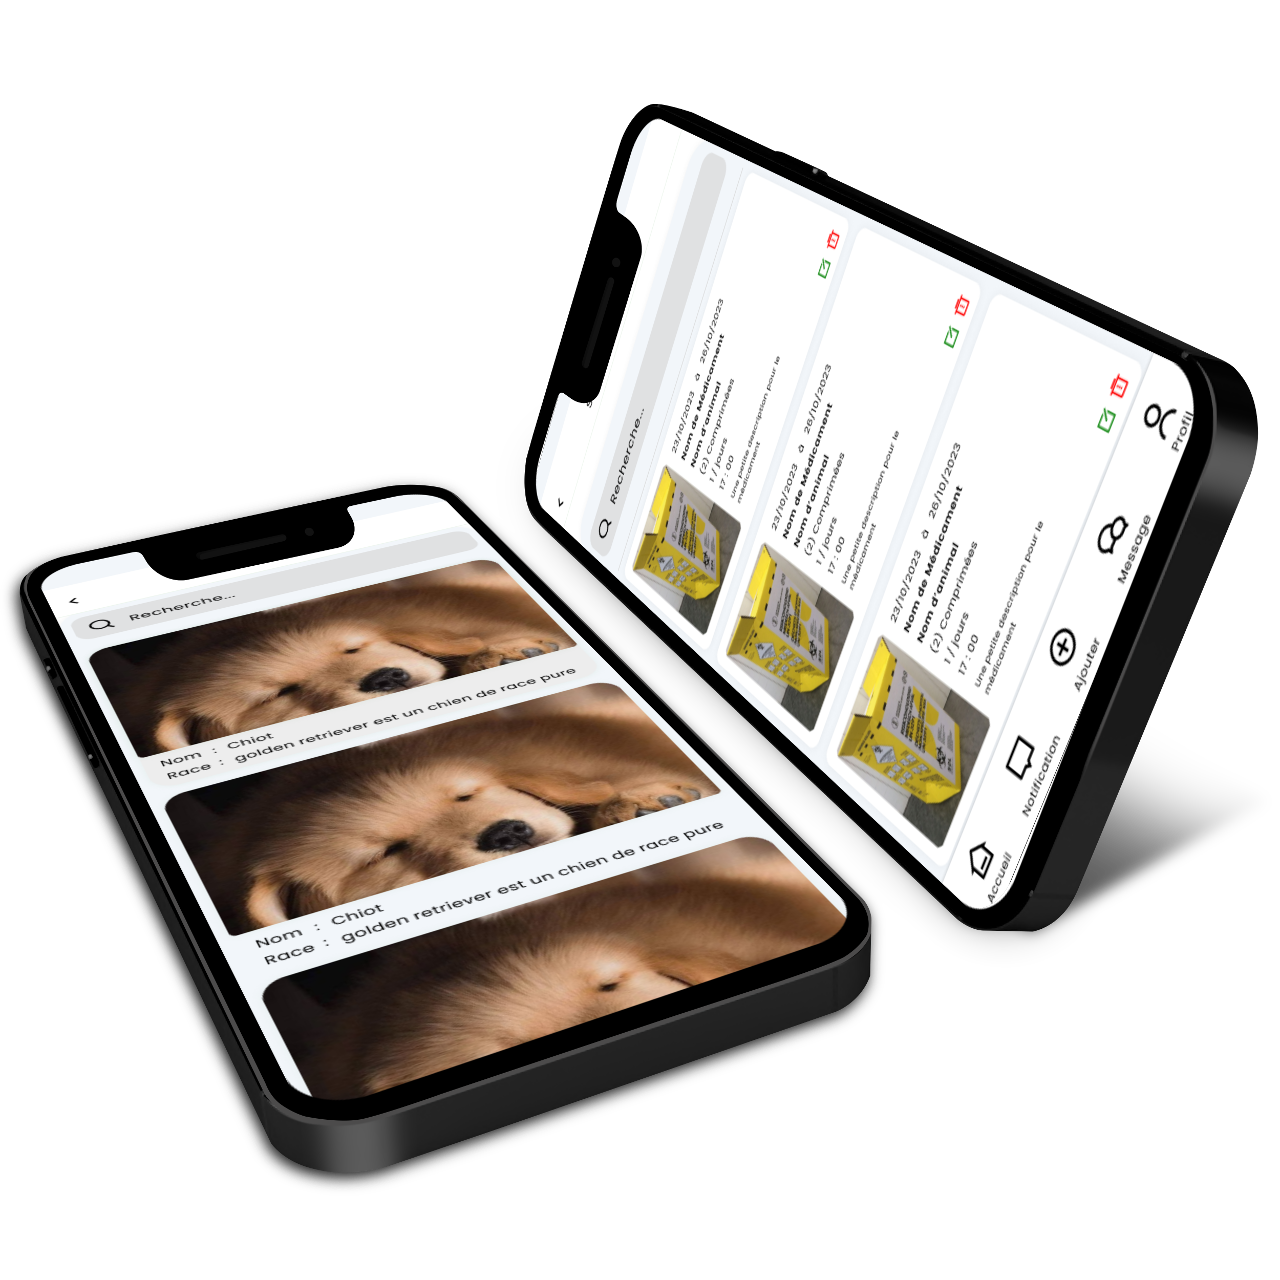 <
Recherche...
Nom : Chiot
Race : golden retriever est un chien de race pure
Nom : Chiot
Race : golden retriever est un chien de race pure
<
Recherche...
23/10/2023 à 26/10/2023
Nom de Médicament
Nom d'animal
(2) Comprimées
1 / jours
17 : 00
une petite description pour le
médicament
23/10/2023 à 26/10/2023
Nom de Médicament
Nom d'animal
(2) Comprimées
1 / jours
17 : 00
une petite description pour le
médicament
23/10/2023 à 26/10/2023
Nom de Médicament
Nom d'animal
(2) Comprimées
1 / jours
17 : 00
une petite description pour le
médicament
Accueil
Notification
Ajouter
Message
Profil